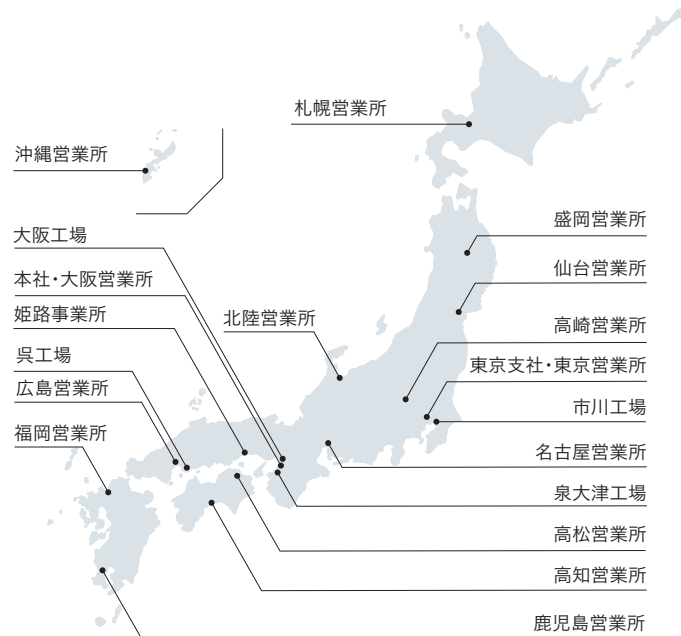 札幌営業所
沖縄営業所
盛岡営業所
大阪工場
仙台営業所
本社・大阪営業所
姫路事業所
北陸営業所
高崎営業所
呉工場
東京支社・東京営業所
広島営業所
市川工場
福岡営業所
名古屋営業所
泉大津工場
高松営業所
高知営業所
鹿児島営業所